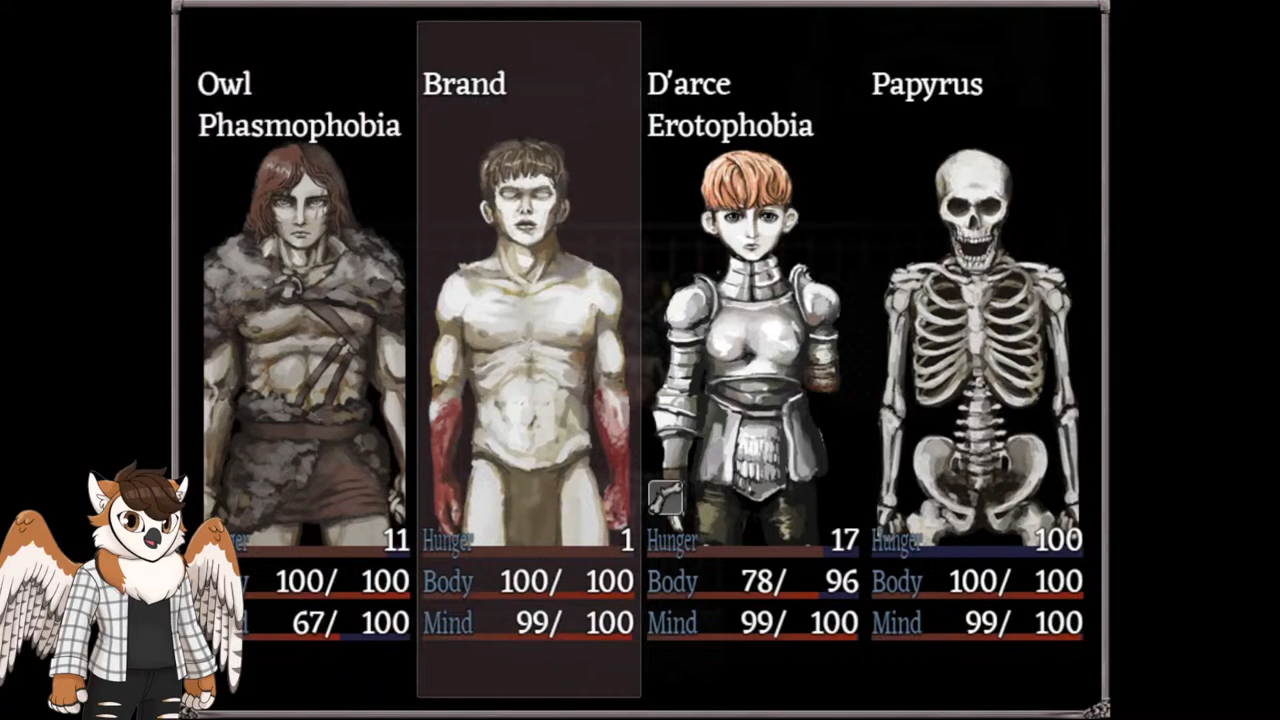 Owl
Phasmophobia
Brand
D'arce
Erotophobia
Papyrus
11
Hunger 1
Hunger 17
Hunger 100
100/ 100
Body 100/ 100
Body 78/ 96
Body 100/ 100
67/ 100
Mind 99/ 100
Mind 99/ 100
Mind 99/ 100